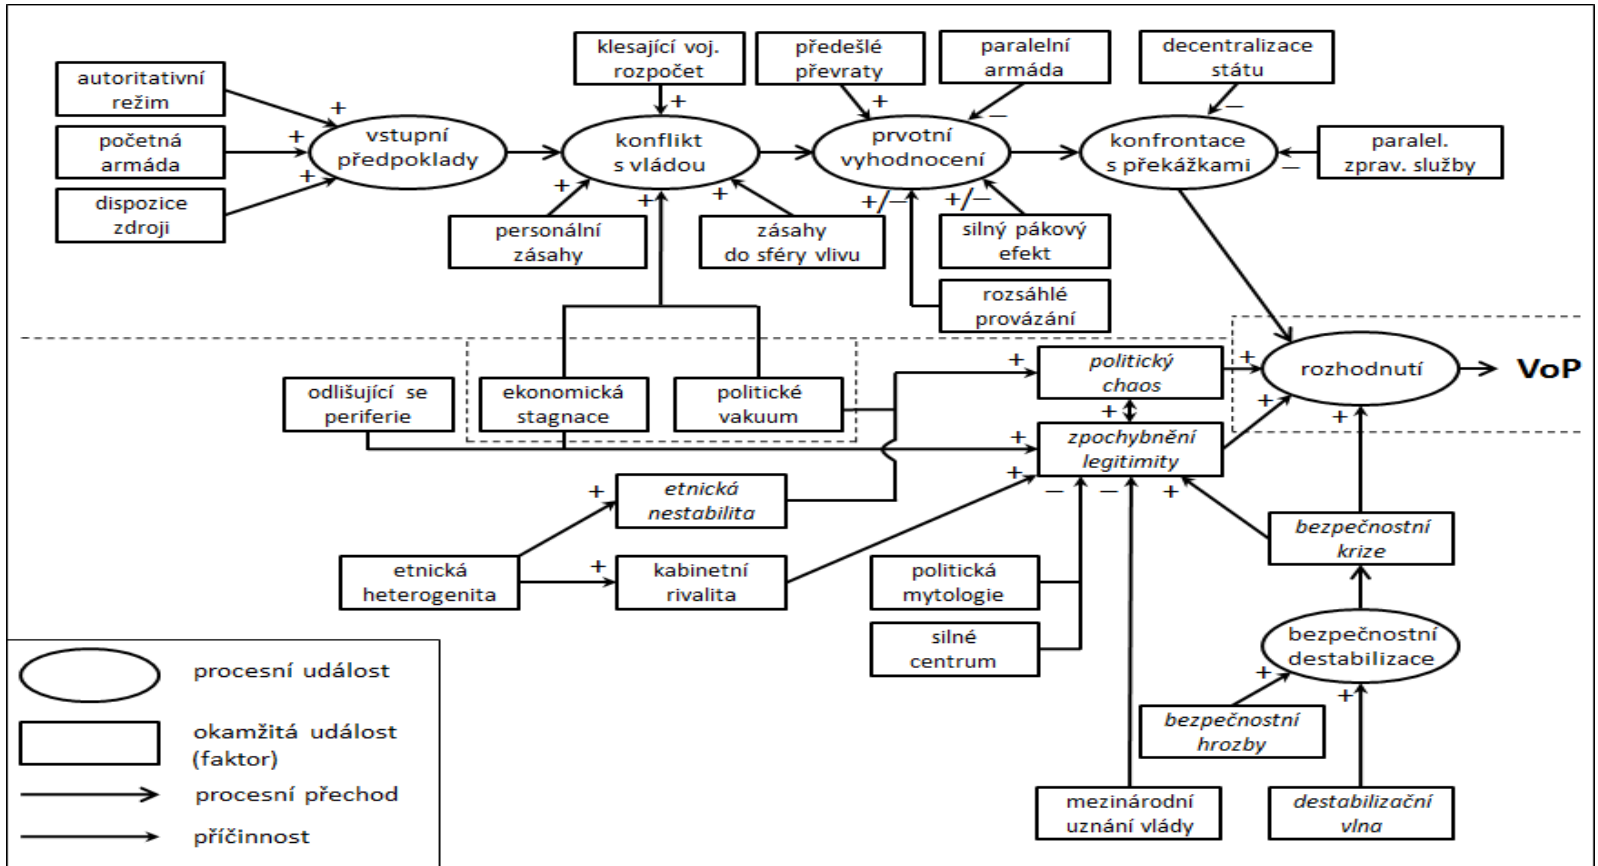 klesající voj.
rozpočet
předešlé
převraty
paralelní
armáda
decentralizace
státu
autoritativní
režim
+
+
+
−
−
početná
armáda
+
vstupní
předpoklady
konflikt
s vládou
prvotní
vyhodnocení
konfrontace
s překážkami
−
paralel.
zprav. služby
dispozice
zdroji
+
+
+
+
+/−
+/−
personální
zásahy
zásahy
do sféry vlivu
silný pákový
efekt
rozsáhlé
provázání
odlišující se
periferie
ekonomická
stagnace
politické
vakuum
+
politický
chaos
+
rozhodnutí
VoP
+
+
+
+
zpochybnění
legitimity
+
−
−
+
+
etnická
nestabilita
bezpečnostní
krize
etnická
heterogenita
+
kabinetní
rivalita
politická
mytologie
silné
centrum
bezpečnostní
destabilizace
+
+
bezpečnostní
hrozby
mezinárodní
uznání vlády
destabilizační
vlna
procesní událost
okamžitá událost
(faktor)
procesní přechod
příčinnost